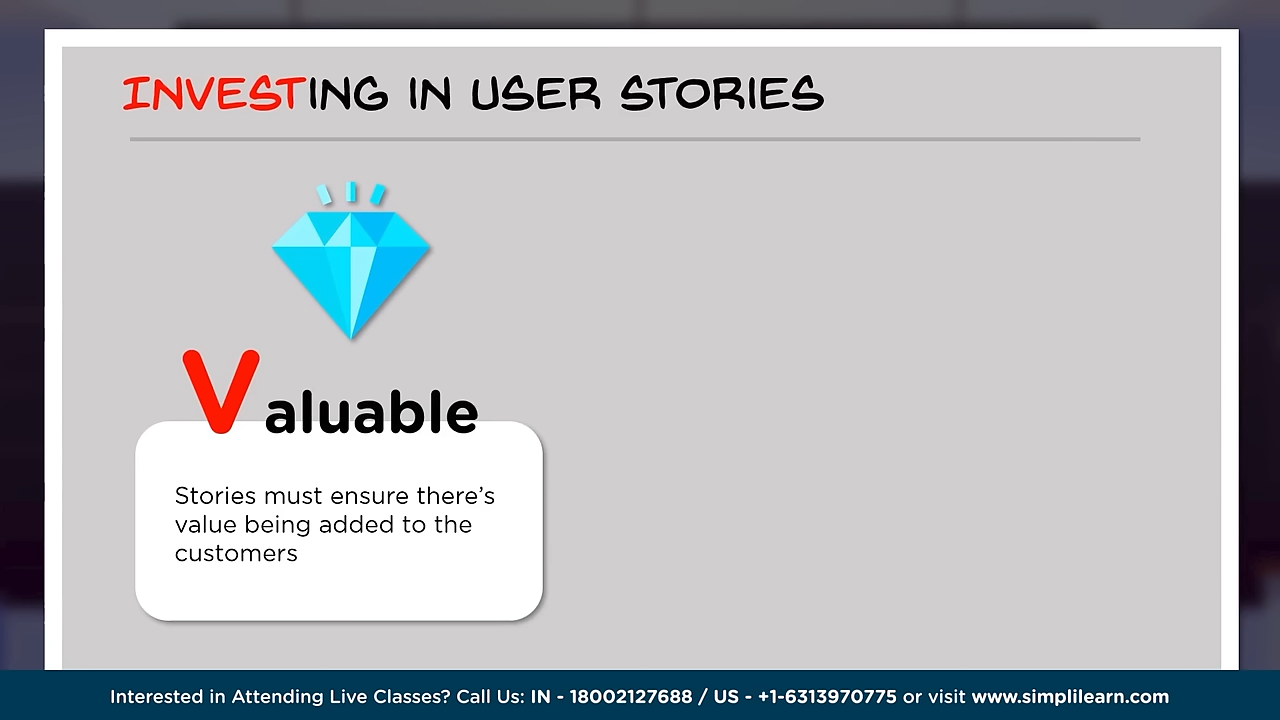 INVESTING IN USER STORIES
Valuable
Stories must ensure there's
value being added to the
customers
Interested in Attending Live Classes? Call Us: IN - 18002127688 / US - +1-6313970775 or visit www.simplilearn.com